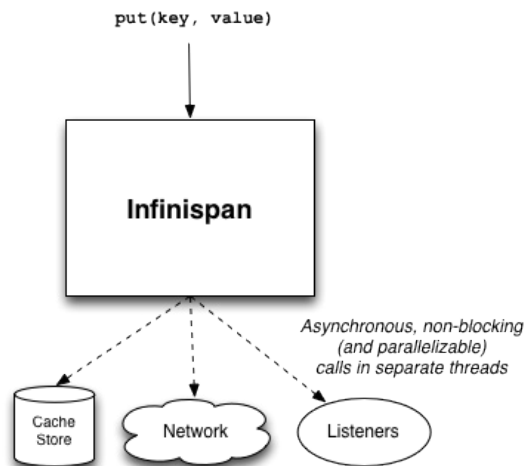 put(key, value)
Infinispan
Asynchronous, non-blocking
(and parallelizable)
calls in separate threads
Cache
Store
Network
Listeners